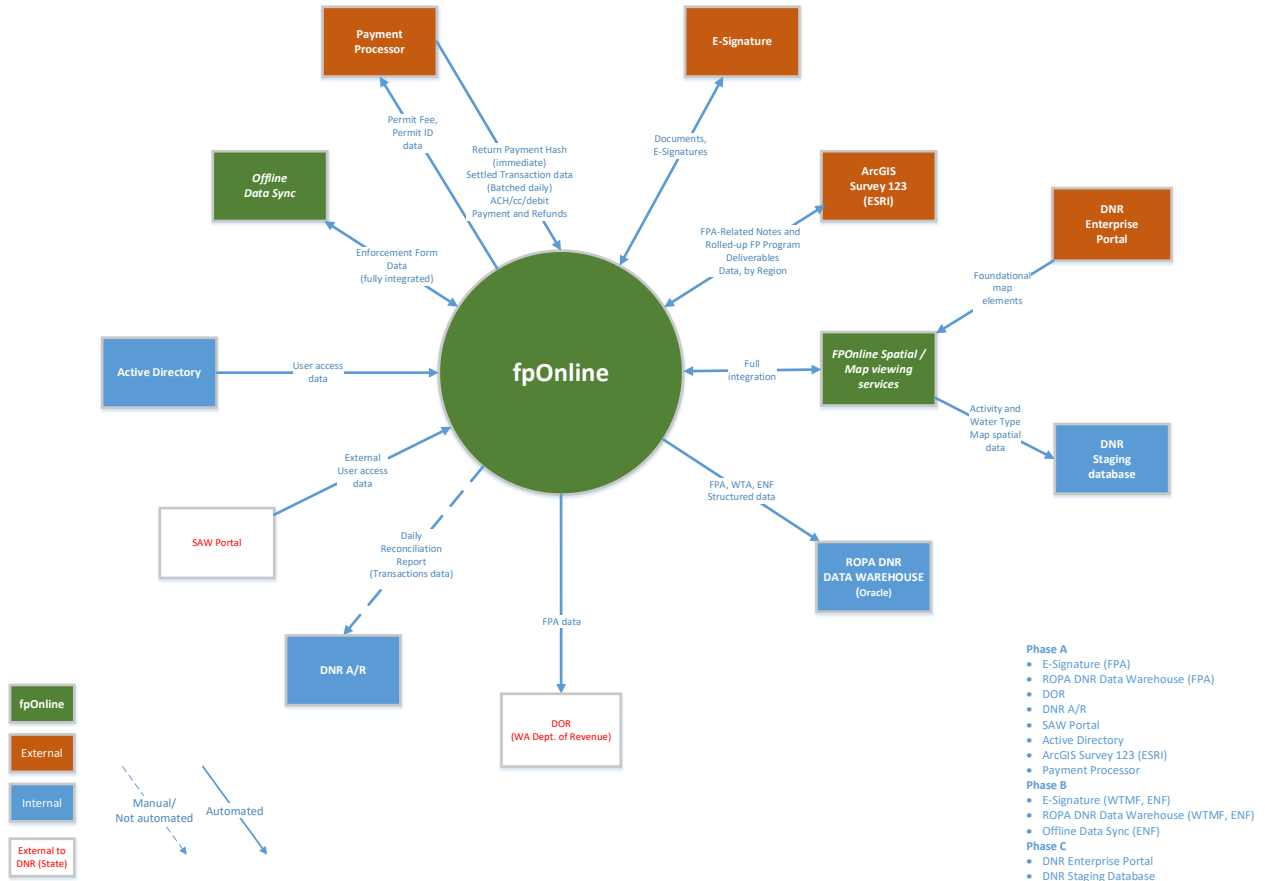 Payment
Processor
E-Signature
Permit Fee,
Permit ID
data
Return Payment Hash
(immediate)
Settled Transaction data
(Batched daily)
ACH/cc/debit
Payment and Refunds
Documents,
E-Signatures
Offline
Data Sync
ArcGIS
Survey 123
(ESRI)
DNR
Enterprise
Portal
Enforcement Form
Data
(fully integrated)
FPA-Related Notes and
Rolled-up FP Program
Deliverables
Data, by Region
Foundational
map
elements
Active Directory
User access
data
fpOnline
Full
integration
FPOnline Spatial /
Map viewing
services
Activity and
Water Type
Map spatial
data
DNR
Staging
database
External
User access
data
SAW Portal
FPA, WTA, ENF
Structured data
Daily
Reconciliation
Report
(Transactions data)
ROPA DNR
DATA WAREHOUSE
(Oracle)
FPA data
DNR A/R
DOR
(WA Dept. of Revenue)
fpOnline
External
Internal
External to
DNR (State)
Manual/
Not automated
Automated
Phase A
• E-Signature (FPA)
• ROPA DNR Data Warehouse (FPA)
• DOR
• DNR A/R
• SAW Portal
• Active Directory
• ArcGIS Survey 123 (ESRI)
• Payment Processor
Phase B
• E-Signature (WTMF, ENF)
• ROPA DNR Data Warehouse (WTMF, ENF)
• Offline Data Sync (ENF)
Phase C
• DNR Enterprise Portal
• DNR Staging Database